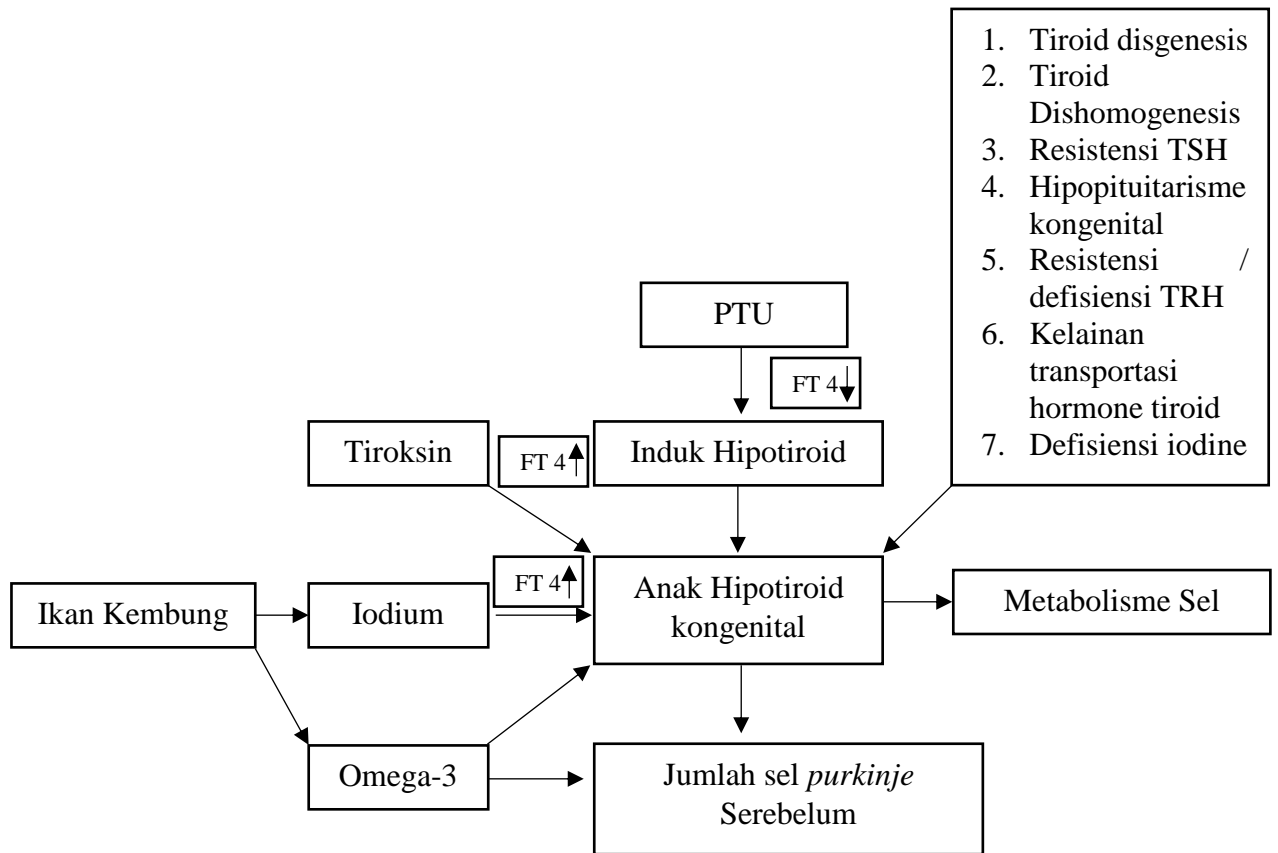 1. Tiroid disgenesis
2. Tiroid
Dishomogenesis
3. Resistensi TSH
4. Hipopituitarisme
kongenital
5. Resistensi /
defisiensi TRH
6. Kelainan
transportasi
hormone tiroid
7. Defisiensi iodine
PTU
FT 4↓
Tiroksin
FT 4↑
Induk Hipotiroid
FT 4↑
Ikan Kembung
Iodium
Anak Hipotiroid
kongenital
Metabolisme Sel
Omega-3
Jumlah sel purkinje
Serebelum